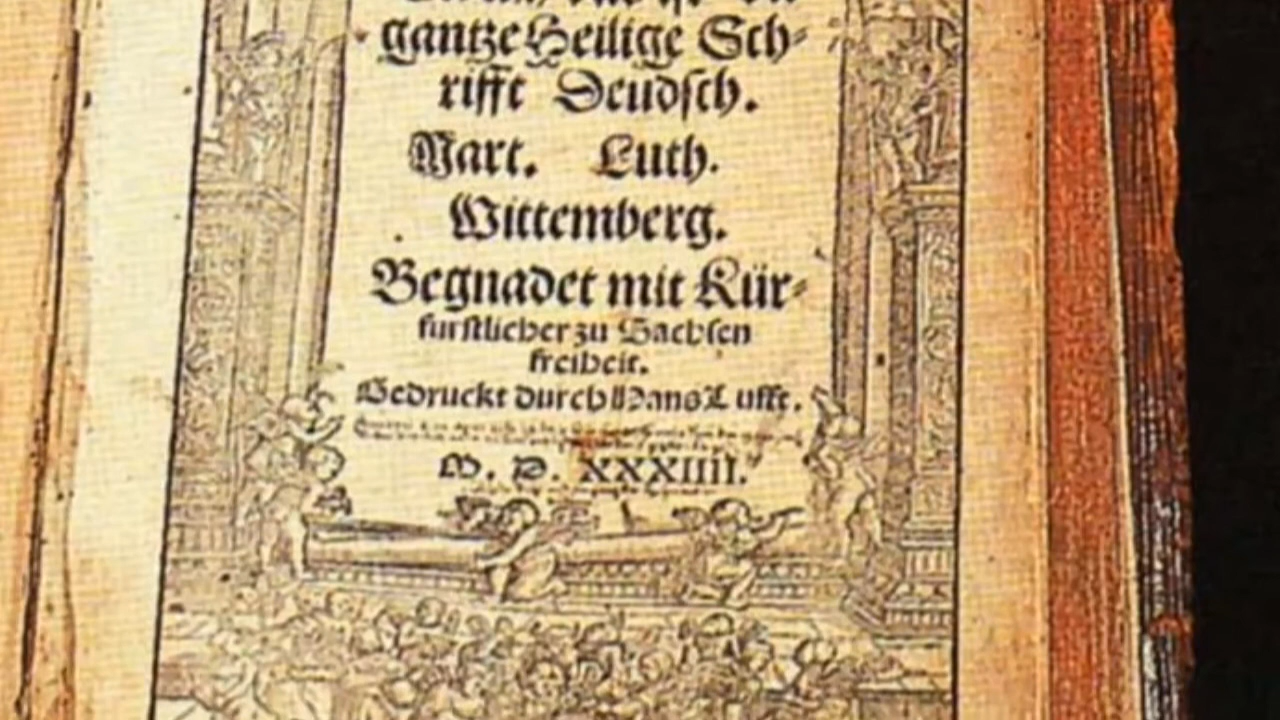 gantze Heilige Sch⸗
rifft Deudsch.
Mart. Luth.
Wittemberg.
Begnadet mit Kür⸗
furstlicher zu Sachsen
freiheit.
Gedruckt durch Hans Lufft.
M. D. XXXIIII.